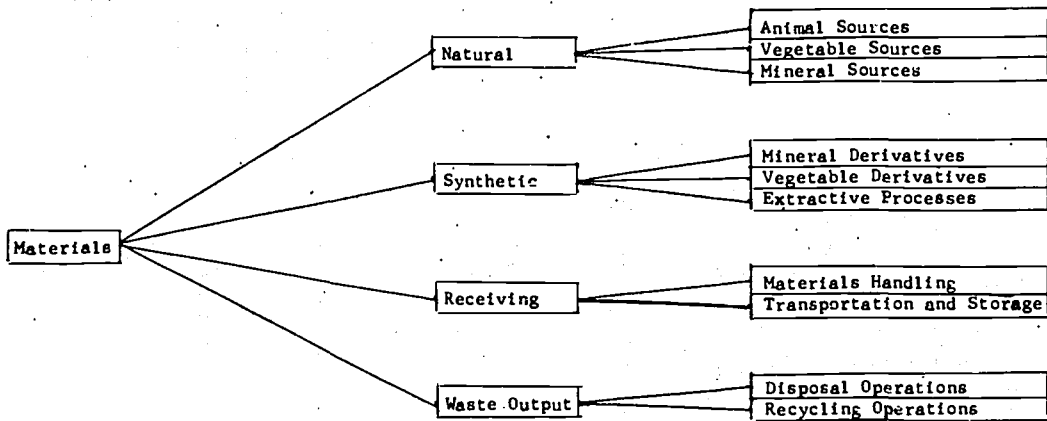 Animal Sources
Natural
Vegetable Sources
Mineral Sources
Mineral Derivatives
Synthetic
Vegetable Derivatives
Extractive Processes
Materials
Materials Handling
Receiving
Transportation and Storage
Disposal Operations
Waste Output
Recycling Operations